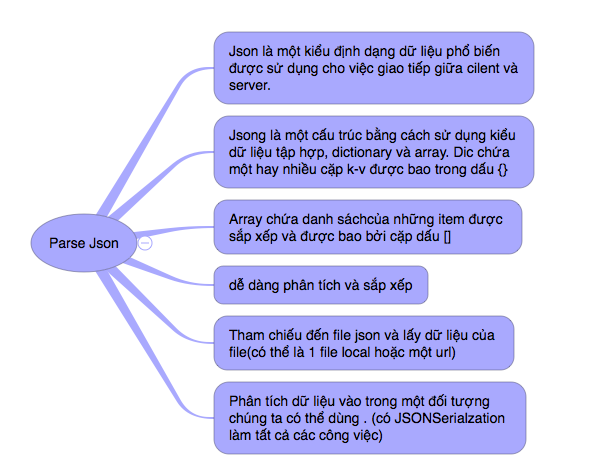 Json là một kiểu định dạng dữ liệu phổ biến
được sử dụng cho việc giao tiếp giữa cilent và
server.
Jsong là một cấu trúc bằng cách sử dụng kiểu
dữ liệu tập hợp, dictionary và array. Dic chứa
một hay nhiều cặp k-v được bao trong dấu {}
Parse Json
Array chứa danh sáchcủa những item được
sắp xếp và được bao bởi cặp dấu []
dễ dàng phân tích và sắp xếp
Tham chiếu đến file json và lấy dữ liệu của
file(có thể là 1 file local hoặc một url)
Phân tích dữ liệu vào trong một đối tượng
chúng ta có thể dùng . (có JSONSerialzation
làm tất cả các công việc)